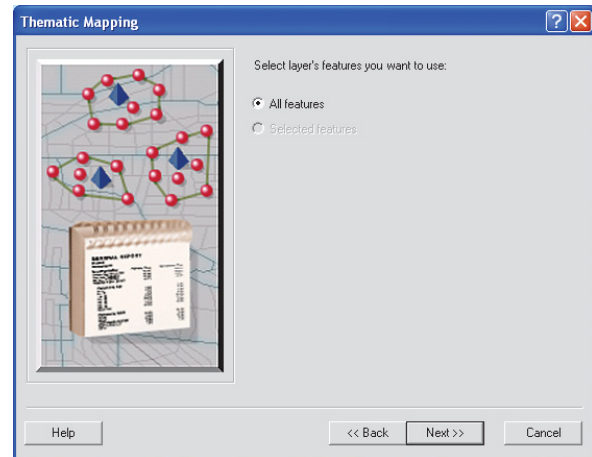 Thematic Mapping
Select layer's features you want to use:
All features
Selected features
Help
<< Back
Next >>
Cancel